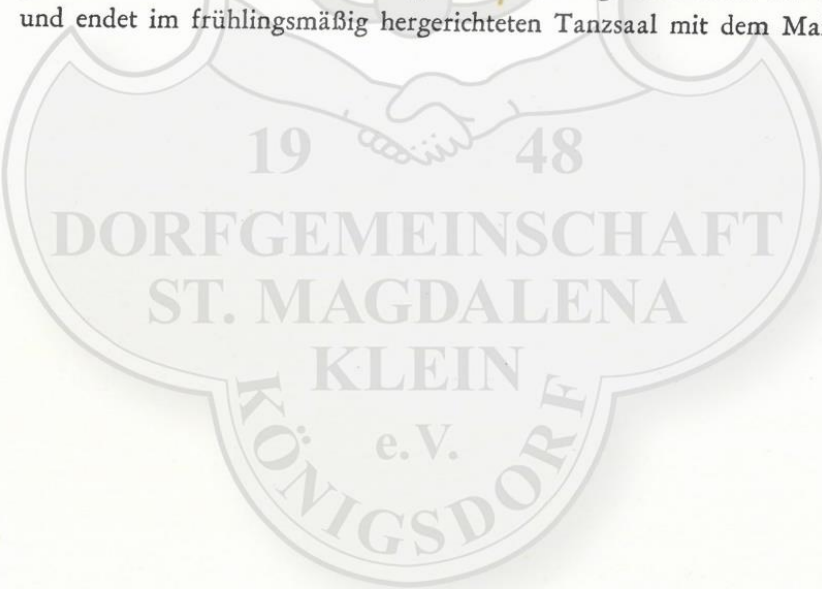 und endet im frühlingsmäßig hergerichteten Tanzsaal mit dem
19 48
DORFGEMEINSCHAFT
ST. MAGDALENA
KLEIN
e.V.
KÖNIGSDORF